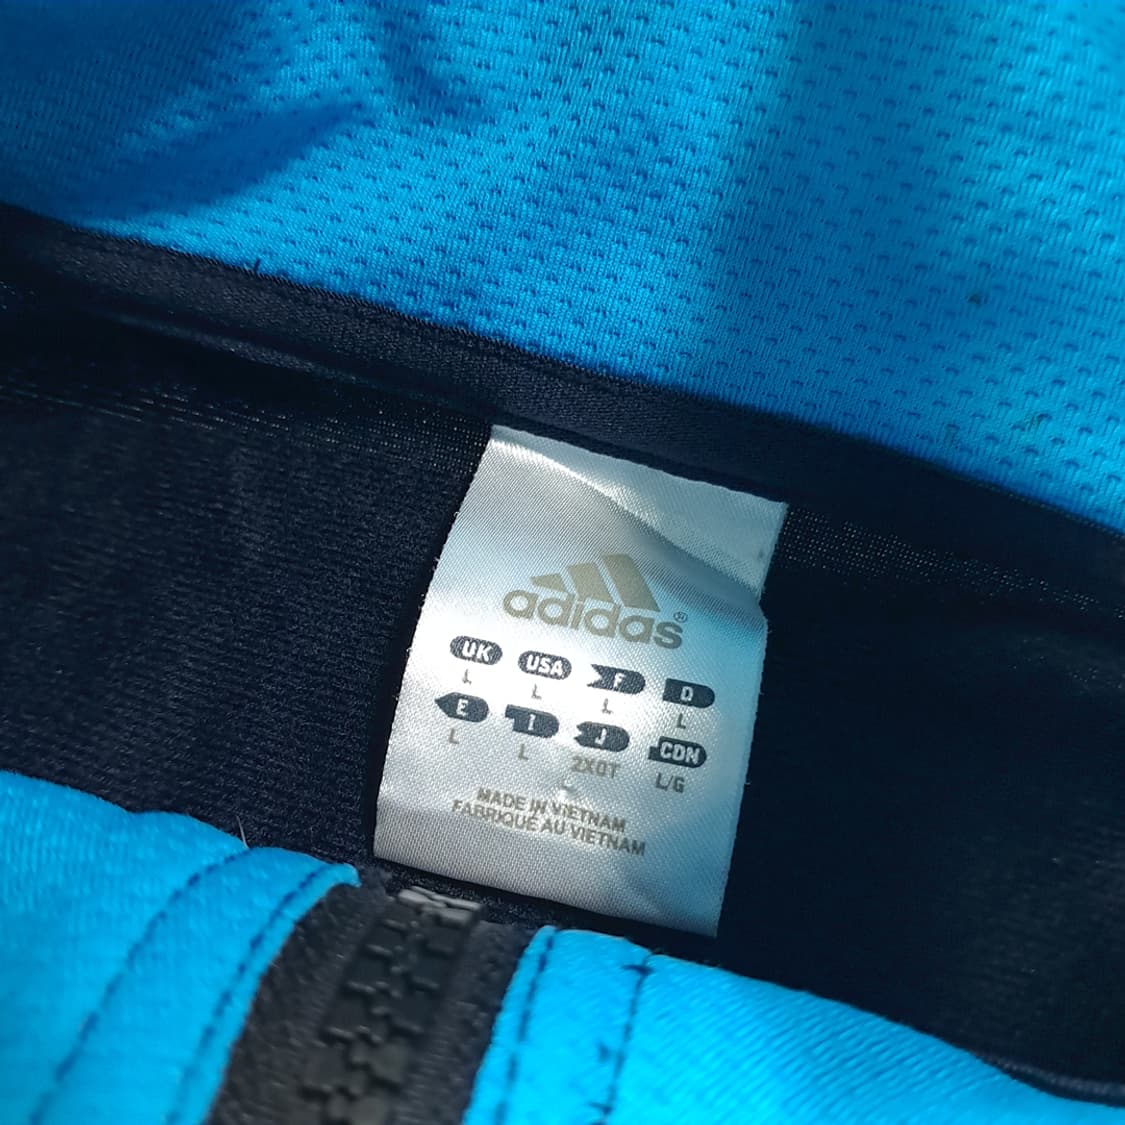 adidas®
UK USA F D
L L L L
E I J CDN
L L 2XOT L/G
MADE IN VIETNAM
FABRIQUÉ AU VIETNAM